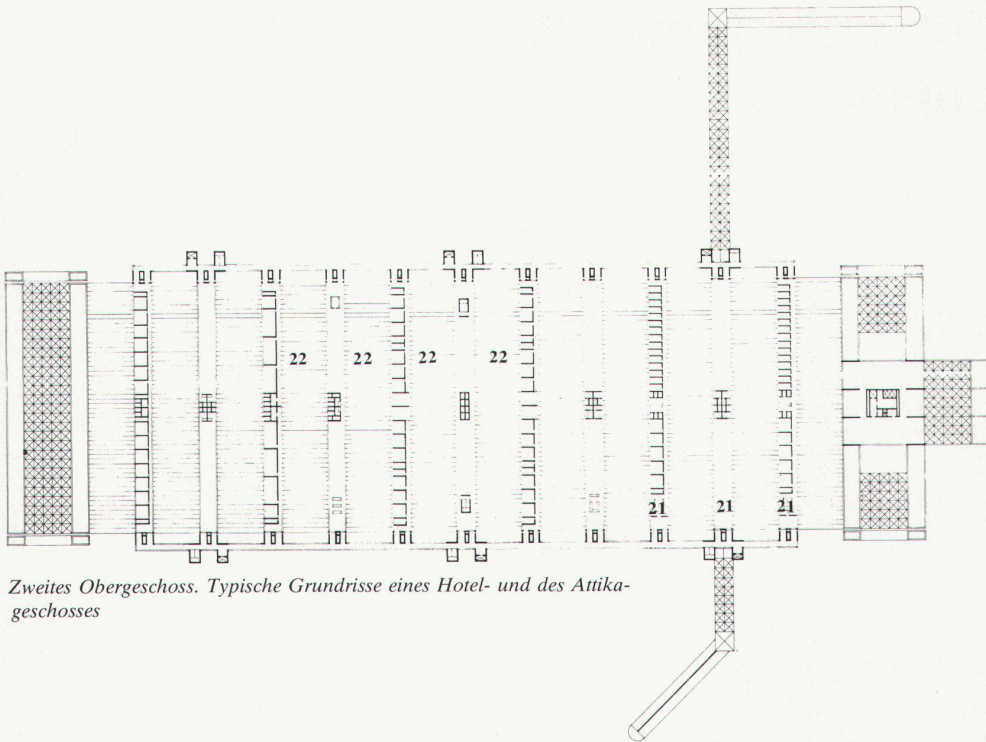 22 22 22 22
21 21 21
Zweites Obergeschoss. Typische Grundrisse eines Hotel- und des Attika-
geschosses